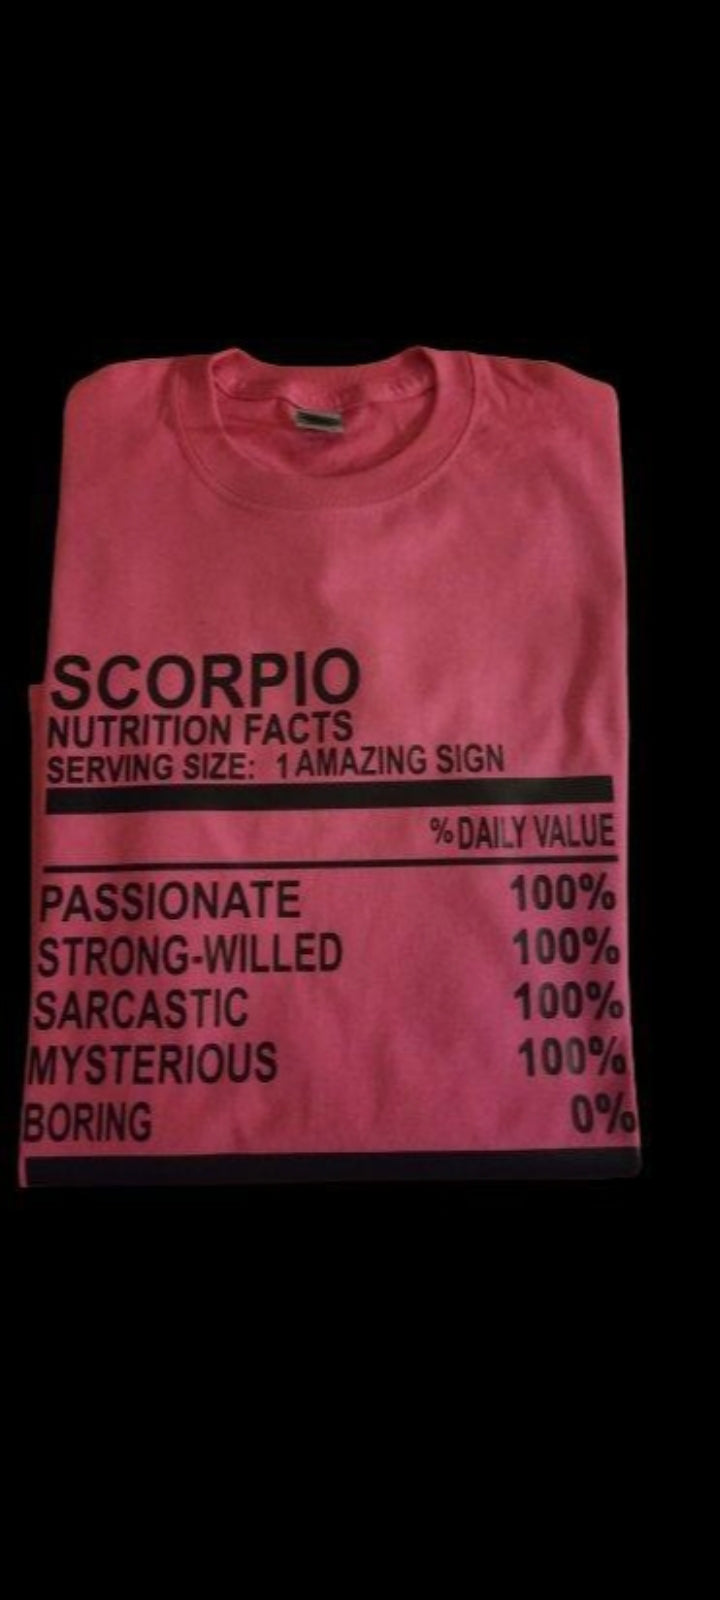 SCORPIO
NUTRITION FACTS
SERVING SIZE: 1 AMAZING SIGN
% DAILY VALUE
PASSIONATE 100%
STRONG-WILLED 100%
SARCASTIC 100%
MYSTERIOUS 100%
BORING 0%